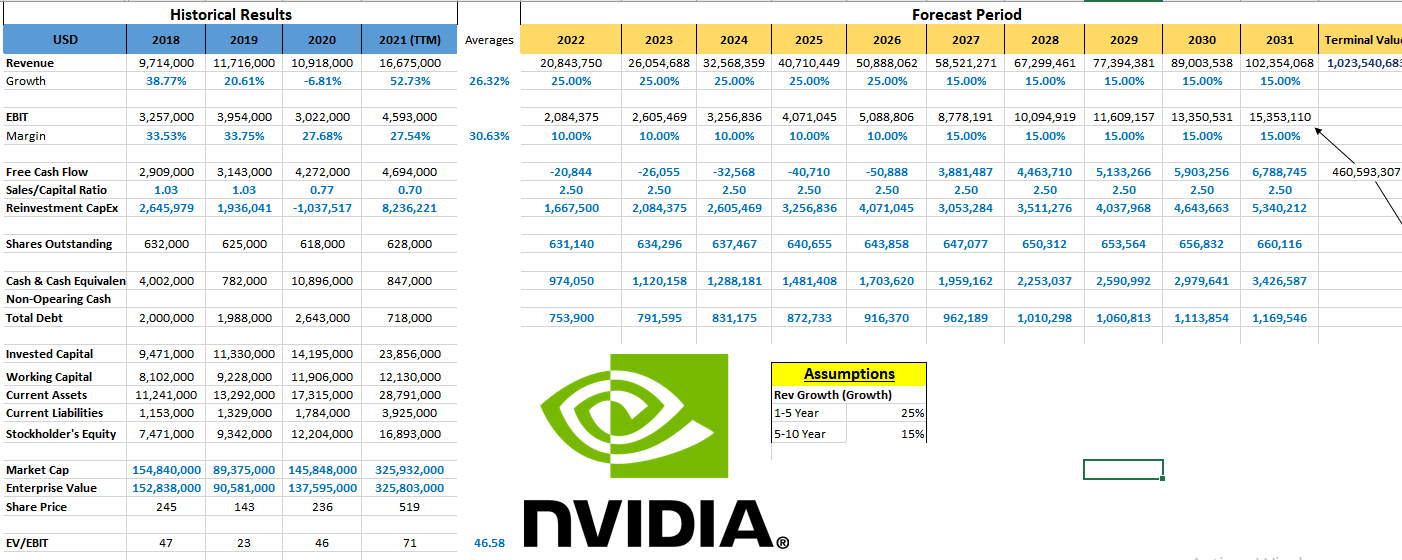 Historical Results Forecast Period
USD 2018 2019 2020 2021 (TTM) Averages 2022 2023 2024 2025 2026 2027 2028 2029 2030 2031 Terminal Valu
Revenue 9,714,000 11,716,000 10,918,000 16,675,000 20,843,750 26,054,688 32,568,359 40,710,449 50,888,062 58,521,271 67,299,461 77,394,381 89,003,538 102,354,068 1,023,540,683
Growth 38.77% 20.61% -6.81% 52.73% 26.32% 25.00% 25.00% 25.00% 25.00% 25.00% 15.00% 15.00% 15.00% 15.00% 15.00%
EBIT 3,257,000 3,954,000 3,022,000 4,593,000 2,084,375 2,605,469 3,256,836 4,071,045 5,088,806 8,778,191 10,094,919 11,609,157 13,350,531 15,353,110
Margin 33.53% 33.75% 27.68% 27.54% 30.63% 10.00% 10.00% 10.00% 10.00% 10.00% 15.00% 15.00% 15.00% 15.00% 15.00%
Free Cash Flow 2,909,000 3,143,000 4,272,000 4,694,000 -20,844 -26,055 -32,568 -40,710 -50,888 3,881,487 4,463,710 5,133,266 5,903,256 6,788,745 460,593,307
Sales/Capital Ratio 1.03 1.03 0.77 0.70 2.50 2.50 2.50 2.50 2.50 2.50 2.50 2.50 2.50 2.50
Reinvestment CapEx 2,645,979 1,936,041 -1,037,517 8,236,221 1,667,500 2,084,375 2,605,469 3,256,836 4,071,045 3,053,284 3,511,276 4,037,968 4,643,663 5,340,212
Shares Outstanding 632,000 625,000 618,000 628,000 631,140 634,296 637,467 640,655 643,858 647,077 650,312 653,564 656,832 660,116
Cash & Cash Equivalen 4,002,000 782,000 10,896,000 847,000 974,050 1,120,158 1,288,181 1,481,408 1,703,620 1,959,162 2,253,037 2,590,992 2,979,641 3,426,587
Non-Opearing Cash
Total Debt 2,000,000 1,988,000 2,643,000 718,000 753,900 791,595 831,175 872,733 916,370 962,189 1,010,298 1,060,813 1,113,854 1,169,546
Invested Capital 9,471,000 11,330,000 14,195,000 23,856,000
Working Capital 8,102,000 9,228,000 11,906,000 12,130,000
Current Assets 11,241,000 13,292,000 17,315,000 28,791,000
Current Liabilities 1,153,000 1,329,000 1,784,000 3,925,000
Stockholder's Equity 7,471,000 9,342,000 12,204,000 16,893,000
Market Cap 154,840,000 89,375,000 145,848,000 325,932,000
Enterprise Value 152,838,000 90,581,000 137,595,000 325,803,000
Share Price 245 143 236 519
EV/EBIT 47 23 46 71 46.58
Assumptions
Rev Growth (Growth)
1-5 Year 25%
5-10 Year 15%
NVIDIA®